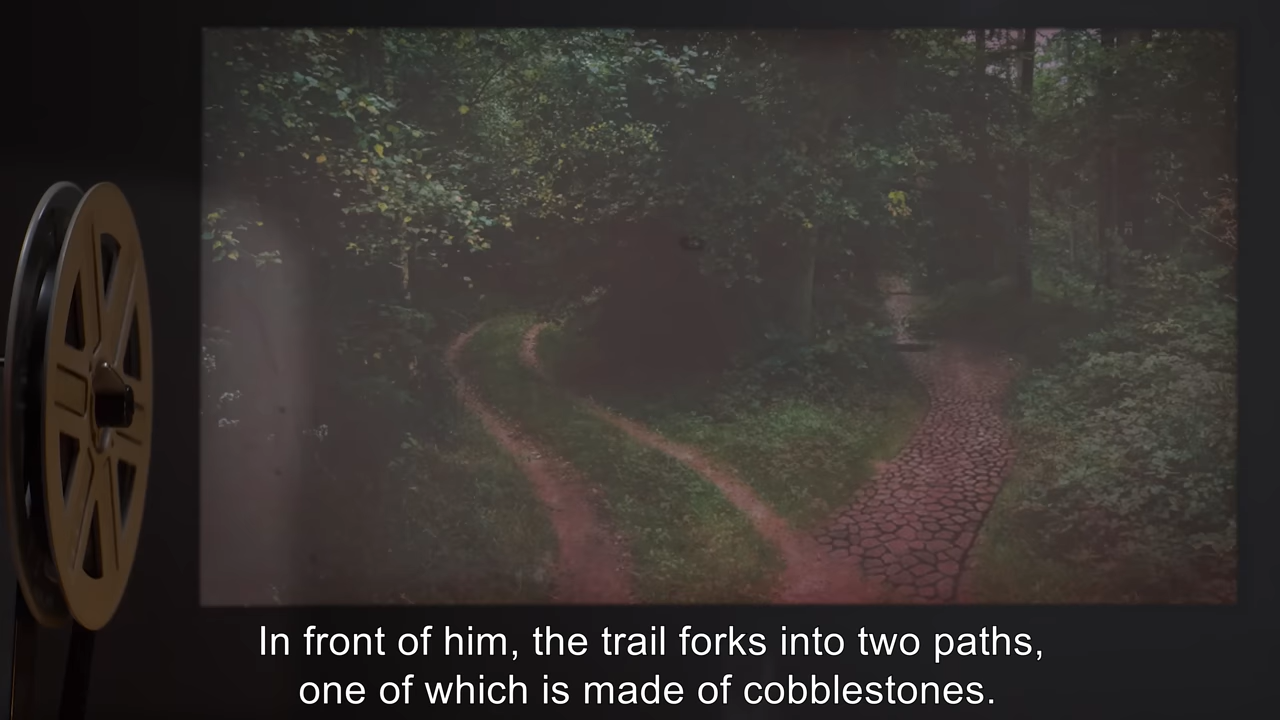 In front of him, the trail forks into two paths,
one of which is made of cobblestones.